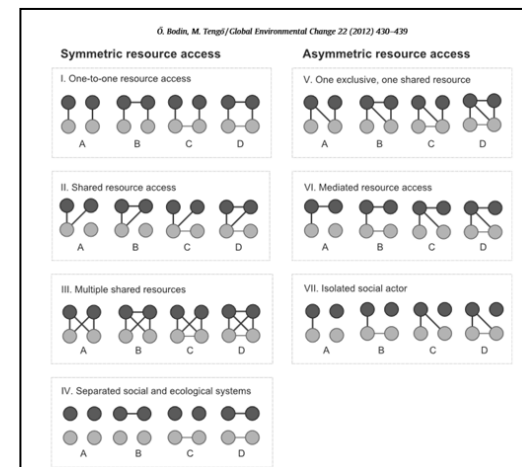 Ö. Bodin, M. Tengö / Global Environmental Change 22 (2012) 430–439
Symmetric resource access
Asymmetric resource access
I. One-to-one resource access
A B C D
V. One exclusive, one shared resource
A B C D
II. Shared resource access
A B C D
VI. Mediated resource access
A B C D
III. Multiple shared resources
A B C D
VII. Isolated social actor
A B C D
IV. Separated social and ecological systems
A B C D